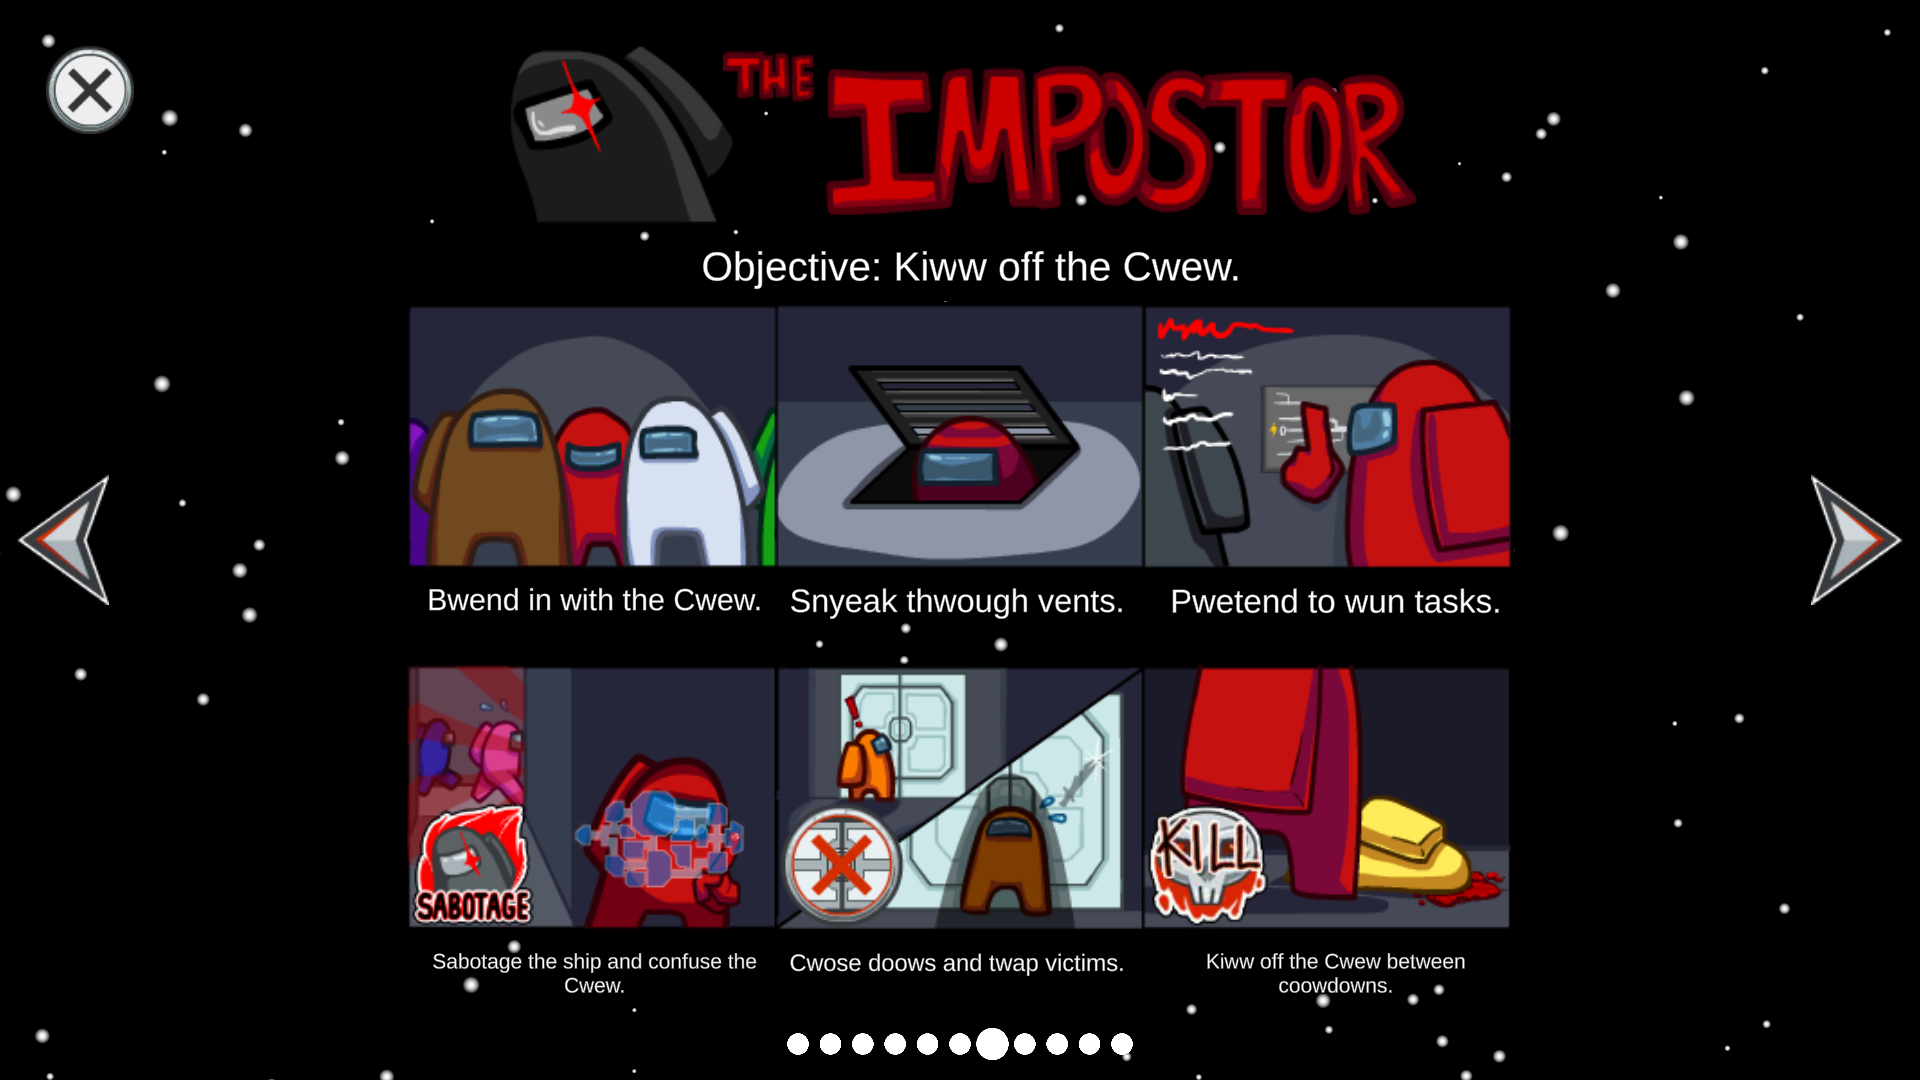 THE IMPOSTOR
Objective: Kiww off the Cwew.
Bwend in with the Cwew.
Snyeak thwough vents.
Pwetend to wun tasks.
SABOTAGE
KILL
Sabotage the ship and confuse the
Cwew.
Cwose doows and twap victims.
Kiww off the Cwew between
coowdowns.